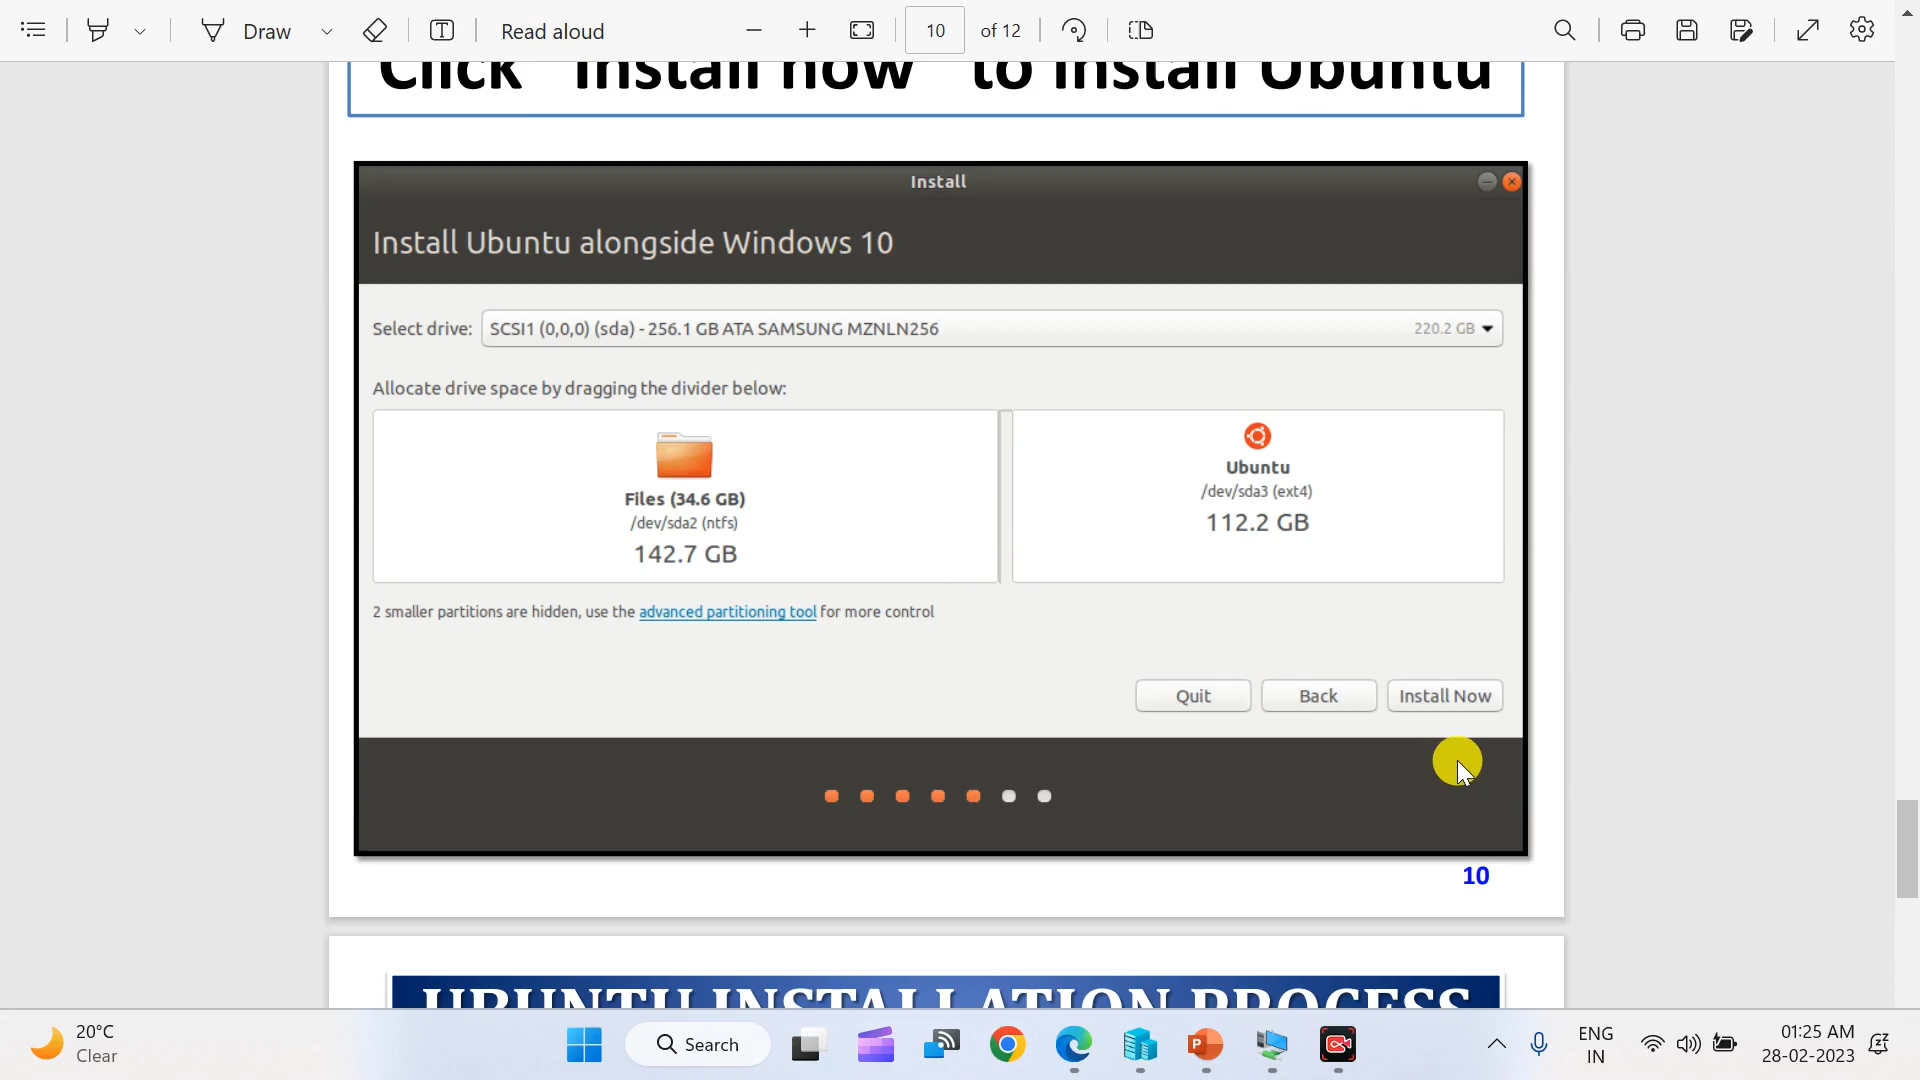 Draw
Read aloud
10 of 12
Click "Install now" to install Ubuntu
Install
Install Ubuntu alongside Windows 10
Select drive: SCSI1 (0,0,0) (sda) - 256.1 GB ATA SAMSUNG MZNLN256 220.2 GB
Allocate drive space by dragging the divider below:
Files (34.6 GB)
/dev/sda2 (ntfs)
142.7 GB
Ubuntu
/dev/sda3 (ext4)
112.2 GB
2 smaller partitions are hidden, use the advanced partitioning tool for more control
Quit Back Install Now
10
UBUNTU INSTALLATION PROCESS
20°C
Clear
Search
ENG
IN
01:25 AM
28-02-2023